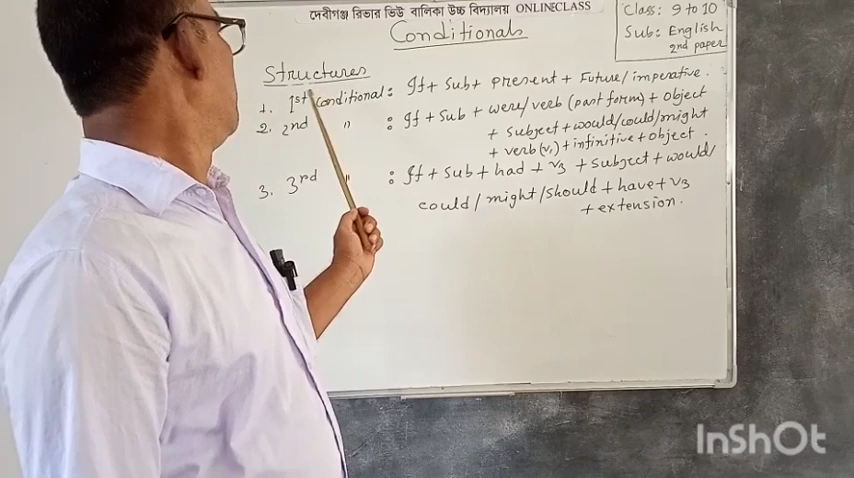 দেবীগঞ্জ রিভার ভিউ বালিকা উচ্চ বিদ্যালয় ONLINECLASS
Conditionals
Class: 9 to 10
Sub: English
2nd paper
Structures
1. 1st conditional: If + Sub + present + Future/imperative.
2. 2nd " : If + Sub + were/verb (past form) + object
+ subject + would/could/might
+ verb (v1) + infinitive + object.
3. 3rd " : If + sub + had + v3 + subject + would/
could/might/should + have + v3
+ extension.
InShOt